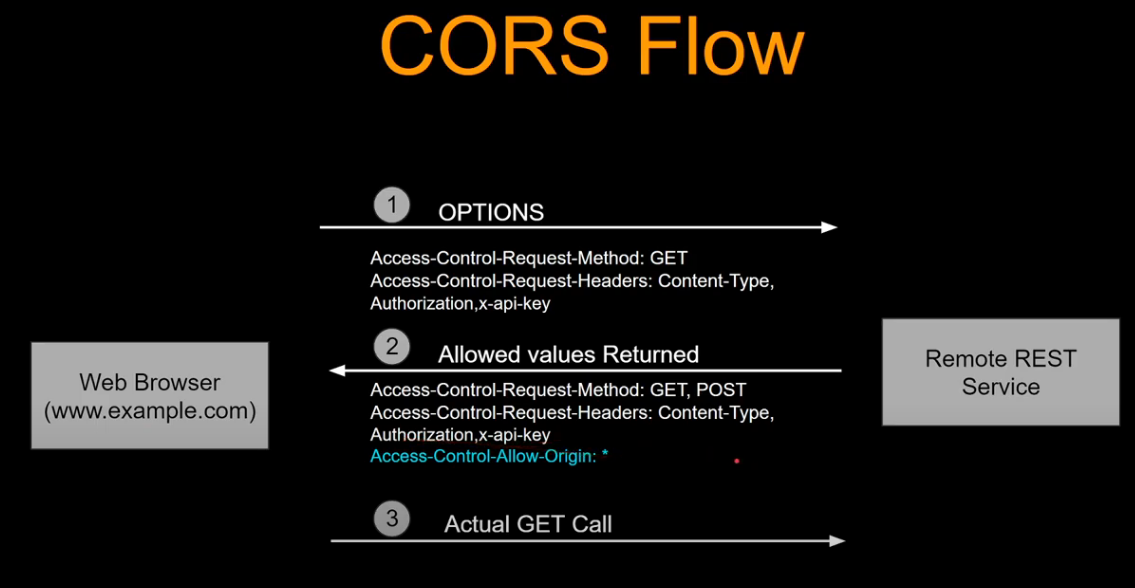 CORS Flow
1
OPTIONS
Access-Control-Request-Method: GET
Access-Control-Request-Headers: Content-Type,
Authorization,x-api-key
2
Allowed values Returned
Web Browser
(www.example.com)
Access-Control-Request-Method: GET, POST
Access-Control-Request-Headers: Content-Type,
Authorization,x-api-key
Access-Control-Allow-Origin: *
Remote REST
Service
3
Actual GET Call